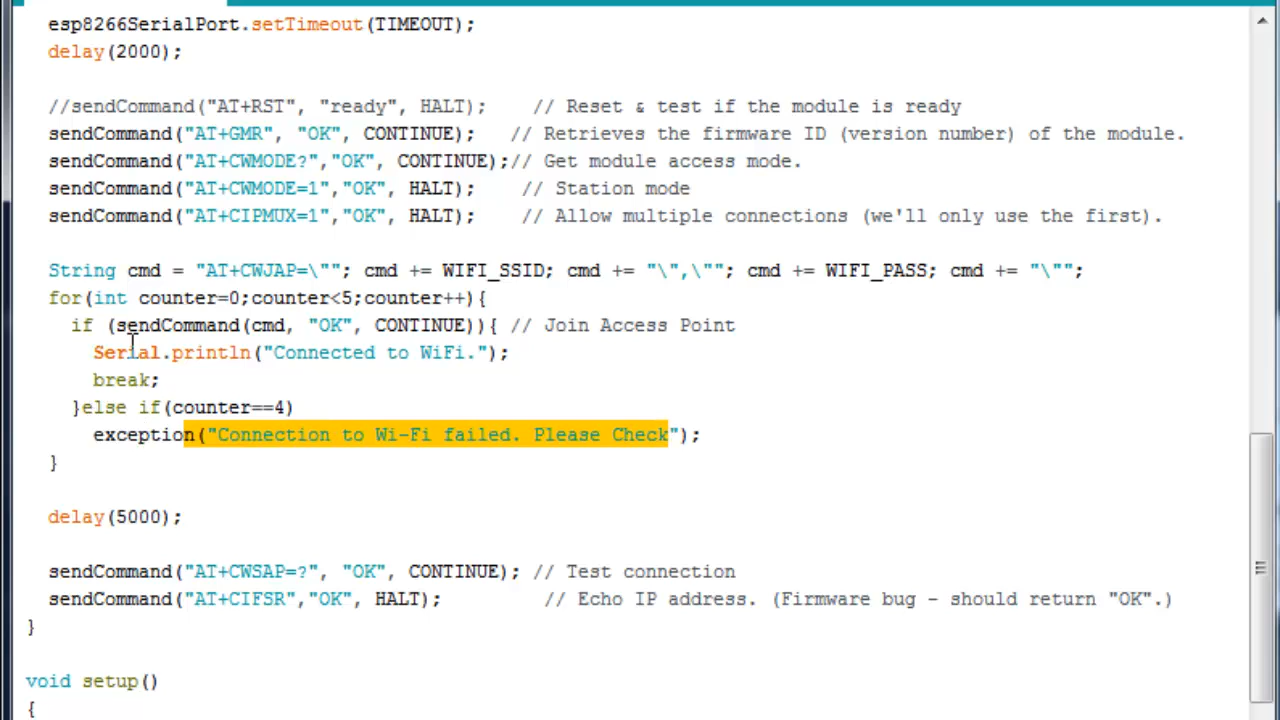 esp8266SerialPort.setTimeout(TIMEOUT);
delay(2000);
//sendCommand("AT+RST", "ready", HALT);    // Reset & test if the module is ready
sendCommand("AT+GMR", "OK", CONTINUE);   // Retrieves the firmware ID (version number) of the module.
sendCommand("AT+CWMODE?","OK", CONTINUE);// Get module access mode.
sendCommand("AT+CWMODE=1","OK", HALT);    // Station mode
sendCommand("AT+CIPMUX=1","OK", HALT);    // Allow multiple connections (we'll only use the first).
String cmd = "AT+CWJAP=\""; cmd += WIFI_SSID; cmd += "\",\""; cmd += WIFI_PASS; cmd += "\"";
for(int counter=0;counter<5;counter++){
if (sendCommand(cmd, "OK", CONTINUE)){ // Join Access Point
Serial.println("Connected to WiFi.");
break;
}else if(counter==4)
exception("Connection to Wi-Fi failed. Please Check");
}
delay(5000);
sendCommand("AT+CWSAP=?", "OK", CONTINUE); // Test connection
sendCommand("AT+CIFSR","OK", HALT);         // Echo IP address. (Firmware bug - should return "OK".)
}
void setup()
{